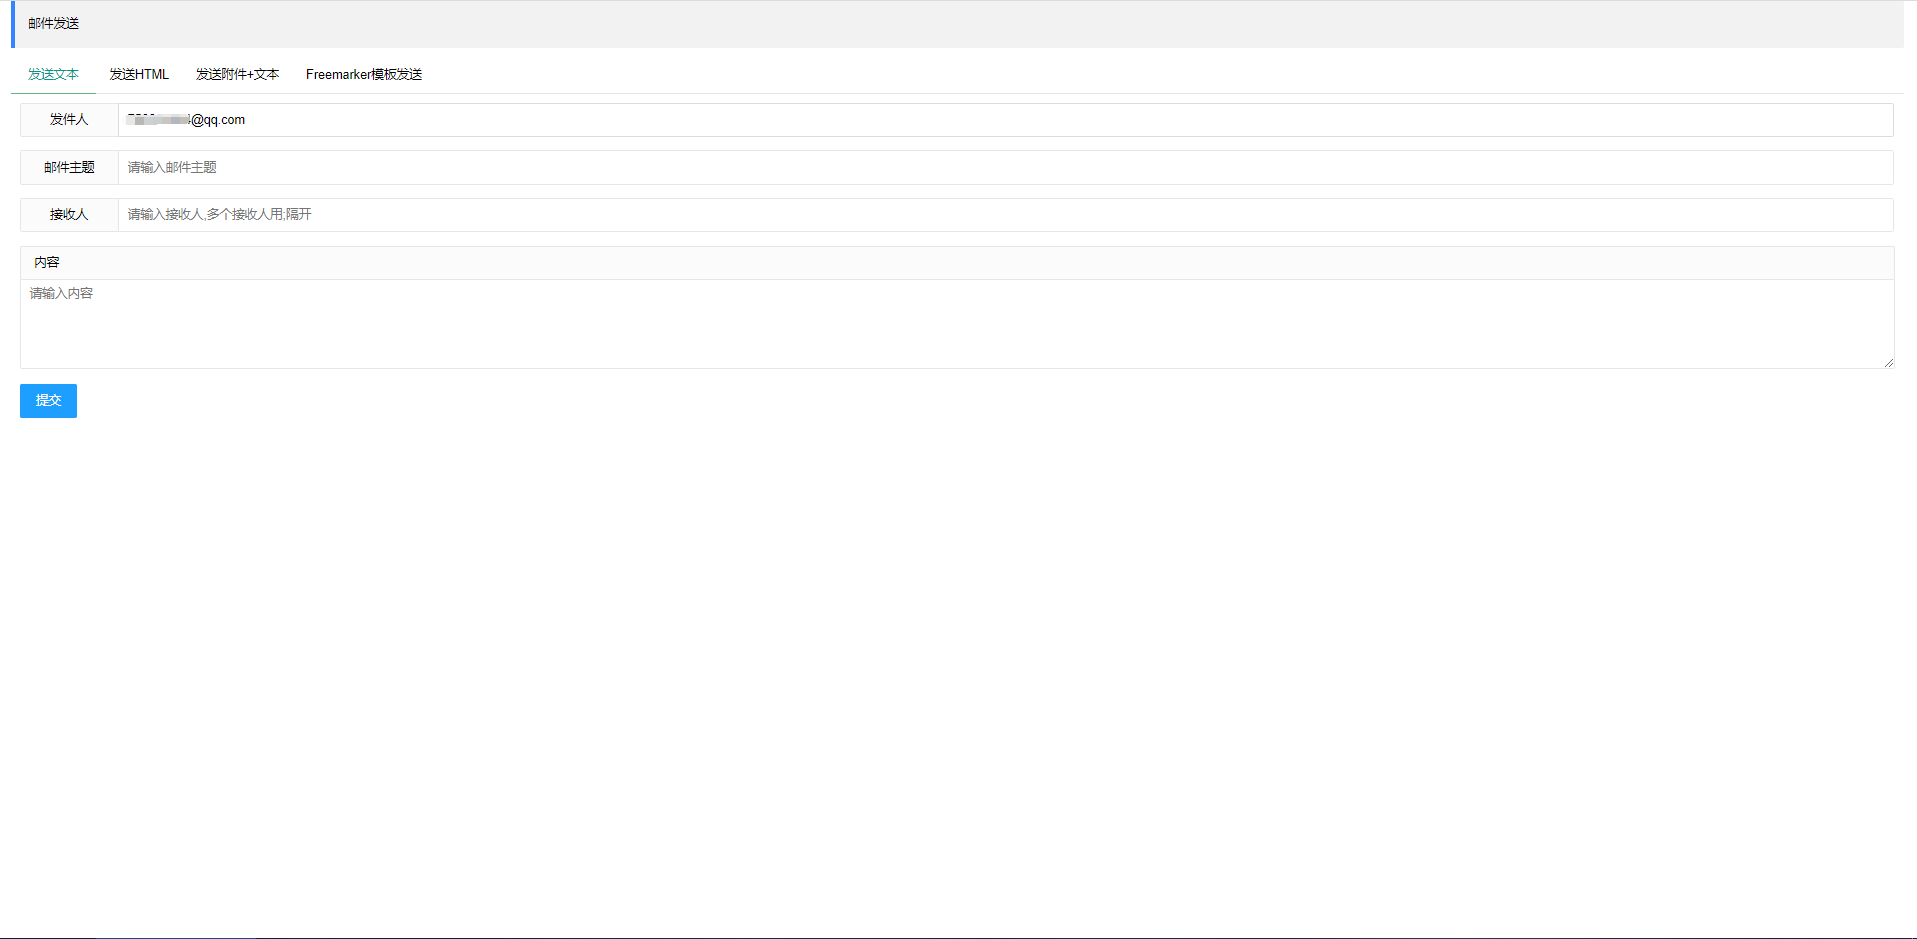 邮件发送
发送文本 发送HTML 发送附件+文本 Freemarker模板发送
发件人 @qq.com
邮件主题 请输入邮件主题
接收人 请输入接收人,多个接收人用;隔开
内容
请输入内容
提交